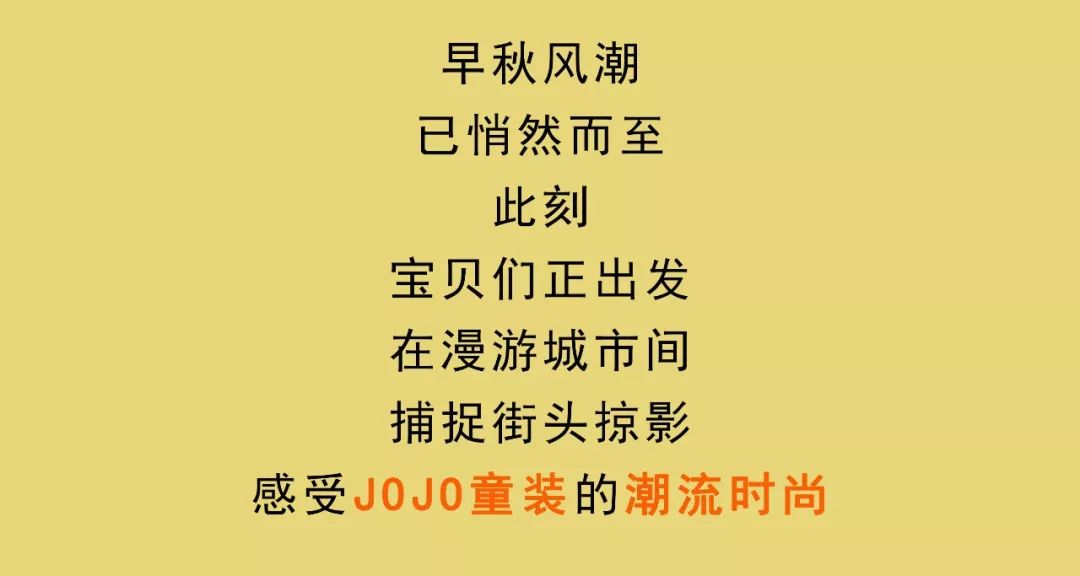 早秋风潮
已悄然而至
此刻
宝贝们正出发
在漫游城市间
捕捉街头掠影
感受JOJO童装的潮流时尚